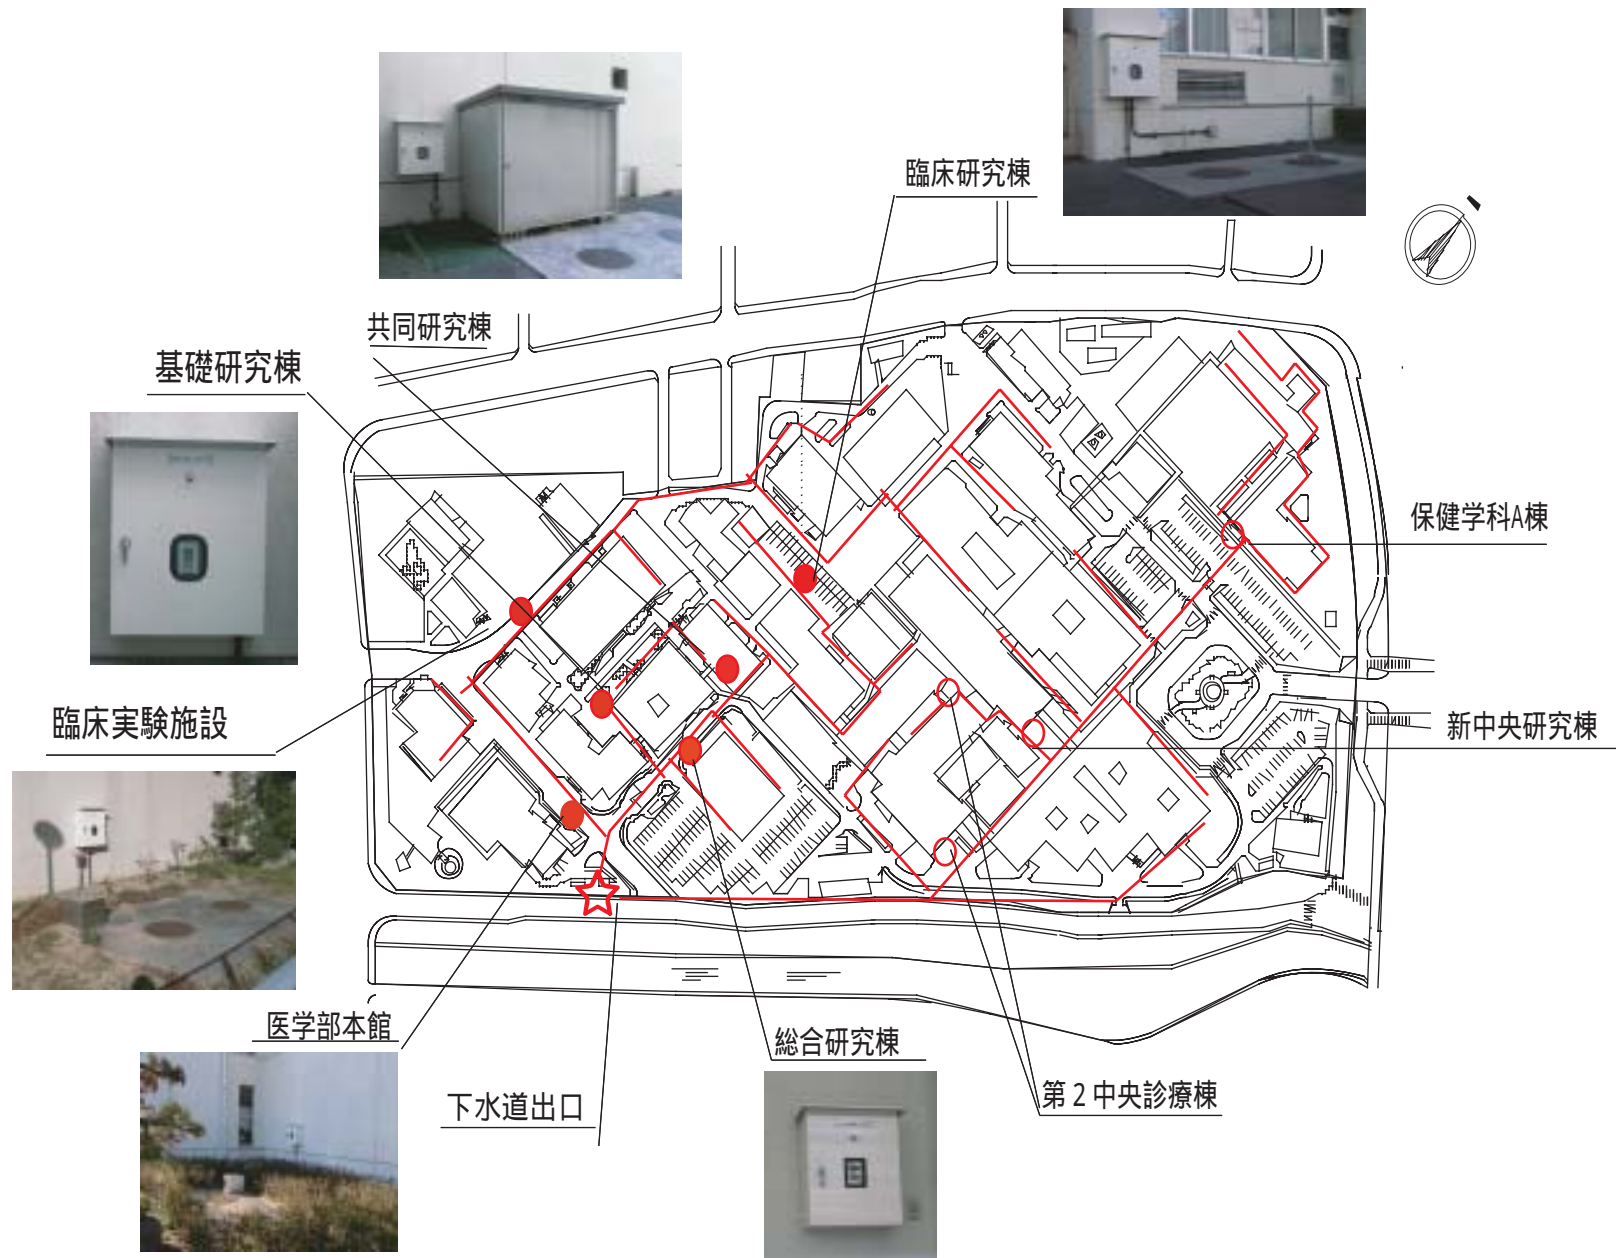 臨床研究棟
共同研究棟
基礎研究棟
保健学科A棟
臨床実験施設
新中央研究棟
医学部本館
総合研究棟
第2中央診療棟
下水道出口